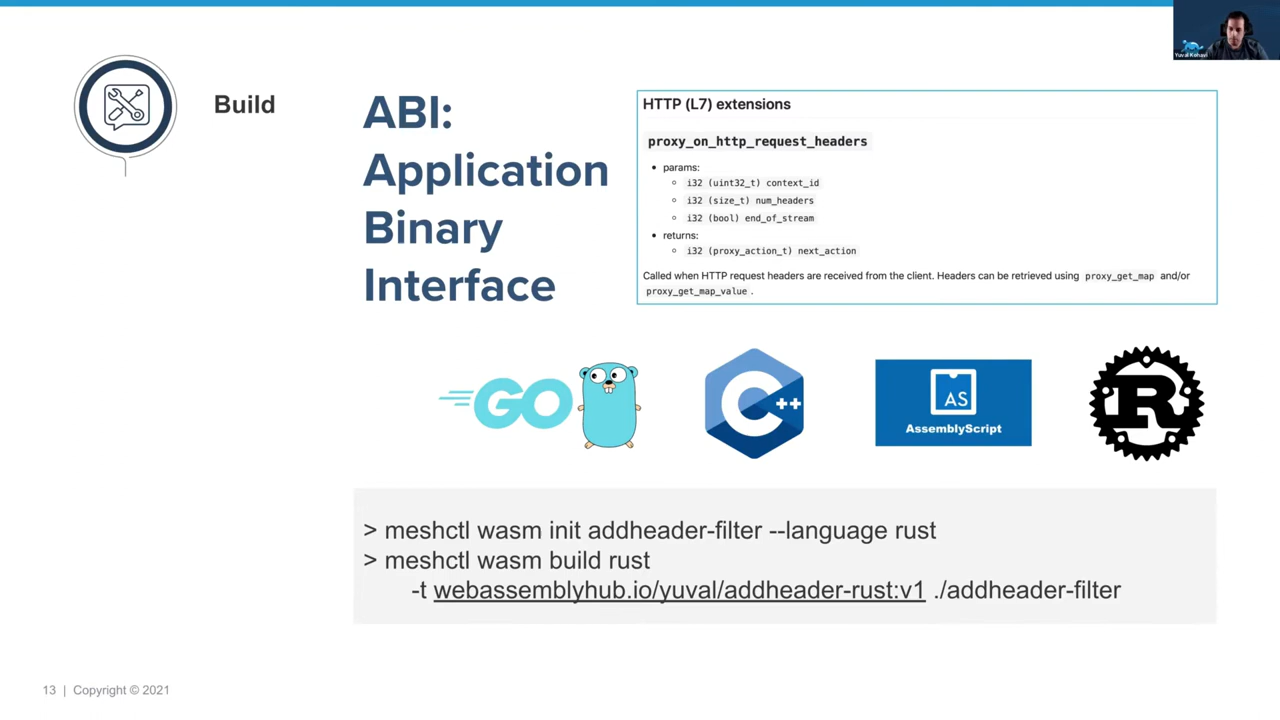 Yuval Kohavi
Build
ABI:
Application
Binary
Interface
HTTP (L7) extensions
proxy_on_http_request_headers
• params:
◦ i32 (uint32_t) context_id
◦ i32 (size_t) num_headers
◦ i32 (bool) end_of_stream
• returns:
◦ i32 (proxy_action_t) next_action
Called when HTTP request headers are received from the client. Headers can be retrieved using proxy_get_map and/or
proxy_get_map_value .
GO
C++
AS
AssemblyScript
R
> meshctl wasm init addheader-filter --language rust
> meshctl wasm build rust
-t webassemblyhub.io/yuval/addheader-rust:v1 ./addheader-filter
13 | Copyright © 2021